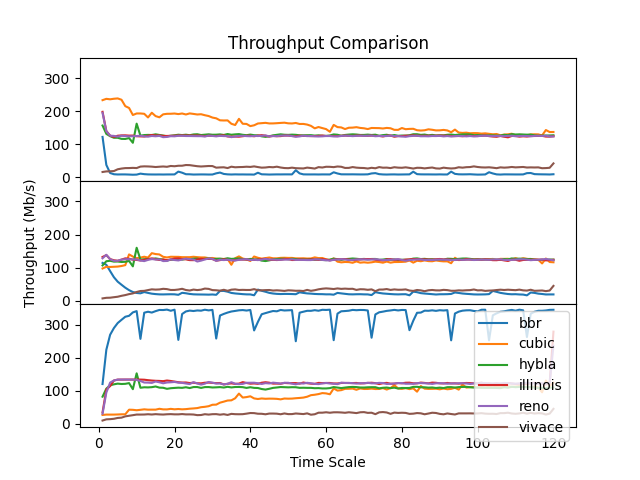 Throughput Comparison
Throughput (Mb/s)
300
200
100
0
300
200
100
0
300
200
100
0
bbr
cubic
hybla
illinois
reno
vivace
0 20 40 60 80 100 120
Time Scale